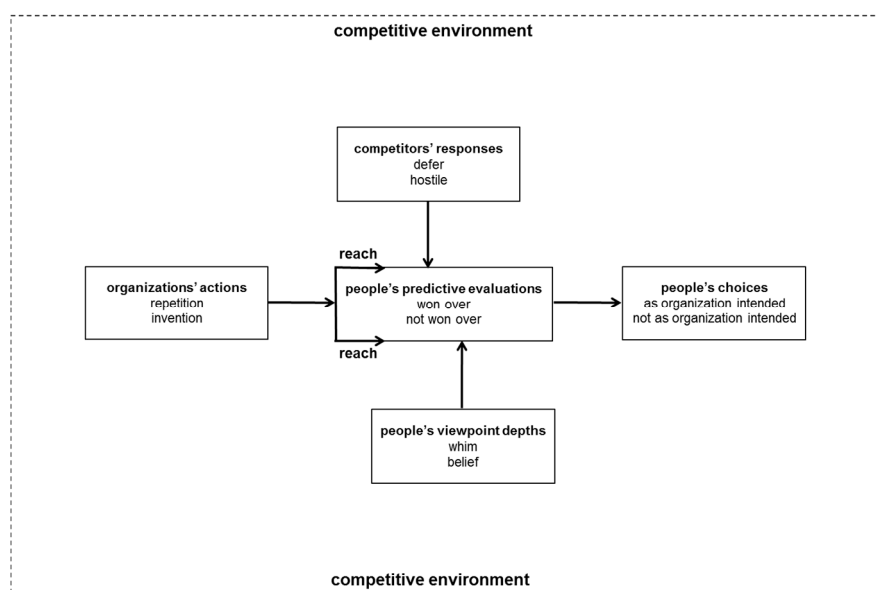 competitive environment
competitors' responses
defer
hostile
reach
organizations' actions
repetition
invention
people's predictive evaluations
won over
not won over
people's choices
as organization intended
not as organization intended
reach
people's viewpoint depths
whim
belief
competitive environment